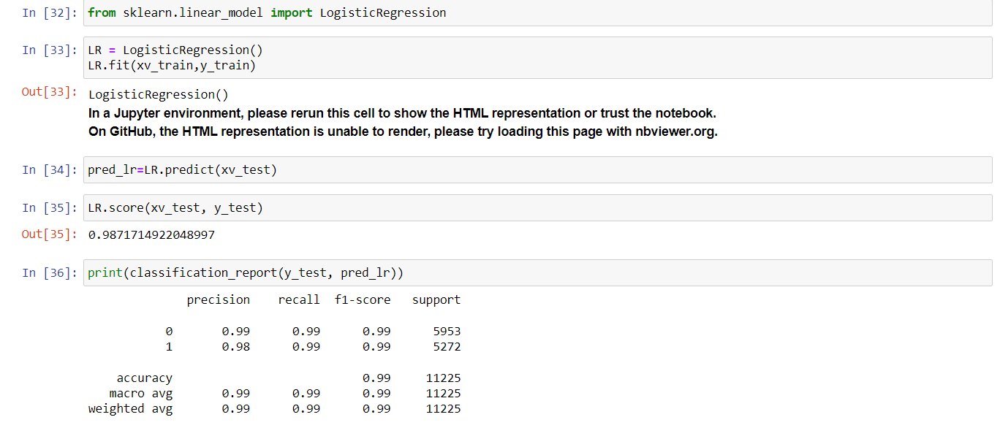 In [32]: from sklearn.linear_model import LogisticRegression
In [33]: LR = LogisticRegression()
LR.fit(xv_train,y_train)
Out[33]: LogisticRegression()
In a Jupyter environment, please rerun this cell to show the HTML representation or trust the notebook.
On GitHub, the HTML representation is unable to render, please try loading this page with nbviewer.org.
In [34]: pred_lr=LR.predict(xv_test)
In [35]: LR.score(xv_test, y_test)
Out[35]: 0.9871714922048997
In [36]: print(classification_report(y_test, pred_lr))
precision recall f1-score support
0 0.99 0.99 0.99 5953
1 0.98 0.99 0.99 5272
accuracy 0.99 11225
macro avg 0.99 0.99 0.99 11225
weighted avg 0.99 0.99 0.99 11225